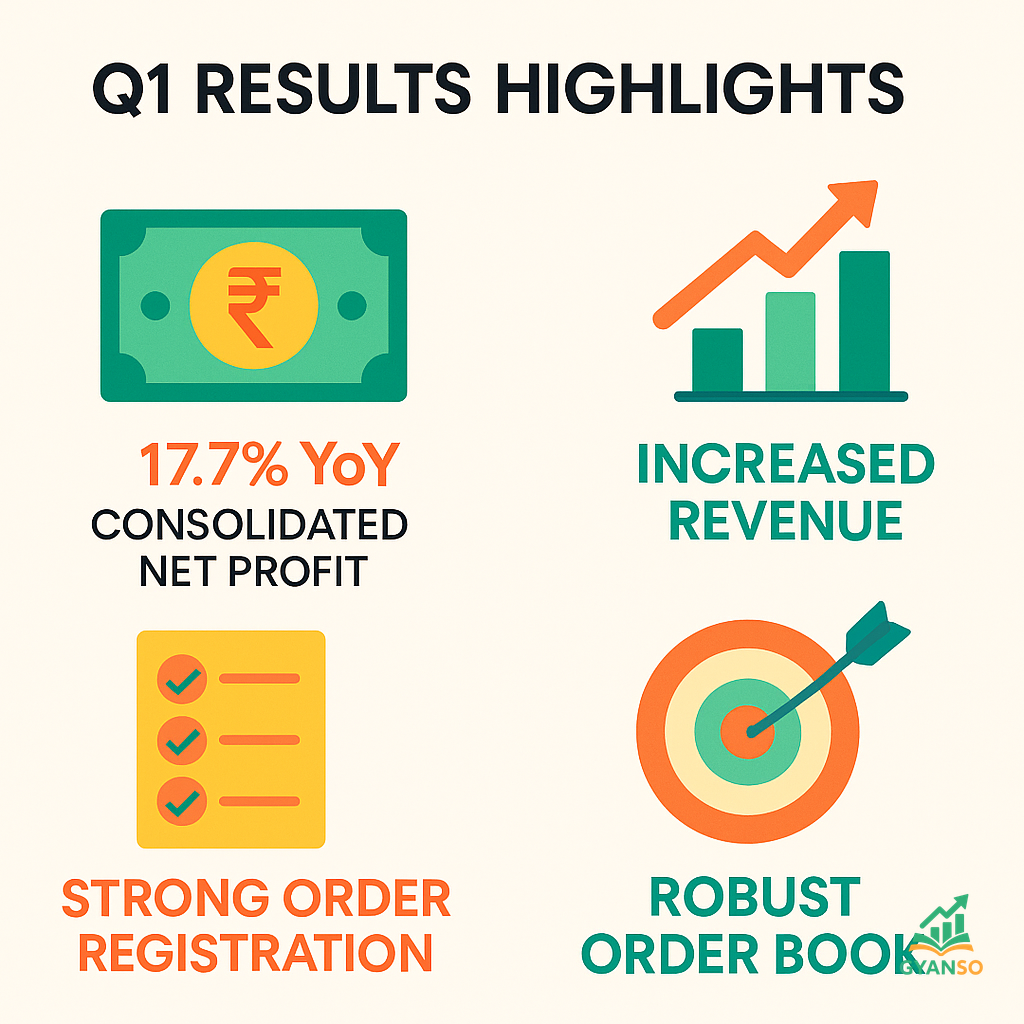 Q1 RESULTS HIGHLIGHTS
₹
17.7% YoY
CONSOLIDATED
NET PROFIT
INCREASED
REVENUE
STRONG ORDER
REGISTRATION
ROBUST
ORDER BOOK
GYANSO